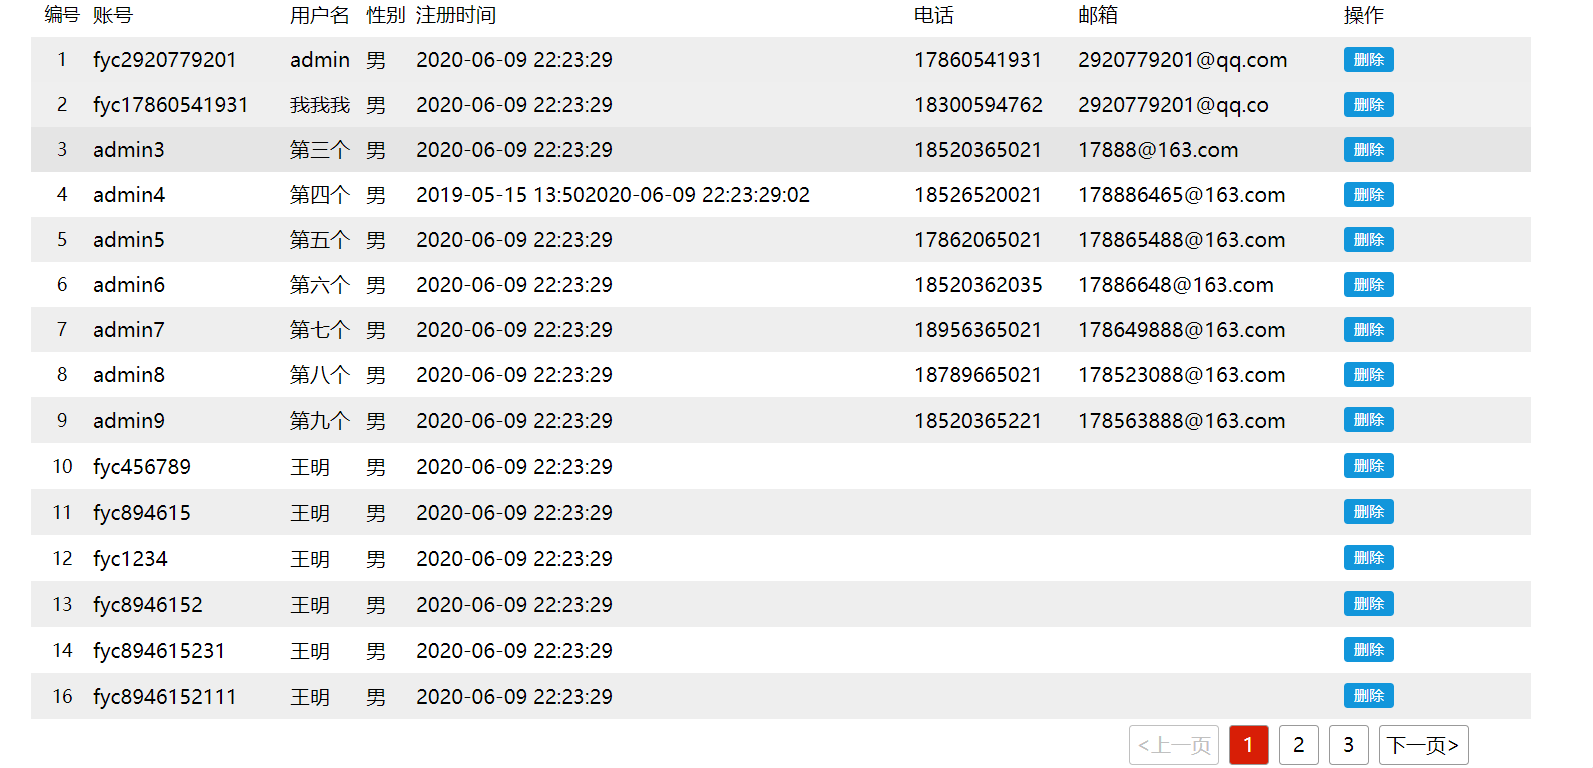 编号 账号 用户名 性别 注册时间 电话 邮箱 操作
1 fyc2920779201 admin 男 2020-06-09 22:23:29 17860541931 2920779201@qq.com 删除
2 fyc17860541931 我我我 男 2020-06-09 22:23:29 18300594762 2920779201@qq.co 删除
3 admin3 第三个 男 2020-06-09 22:23:29 18520365021 17888@163.com 删除
4 admin4 第四个 男 2019-05-15 13:502020-06-09 22:23:29:02 18526520021 178886465@163.com 删除
5 admin5 第五个 男 2020-06-09 22:23:29 17862065021 178865488@163.com 删除
6 admin6 第六个 男 2020-06-09 22:23:29 18520362035 17886648@163.com 删除
7 admin7 第七个 男 2020-06-09 22:23:29 18956365021 178649888@163.com 删除
8 admin8 第八个 男 2020-06-09 22:23:29 18789665021 178523088@163.com 删除
9 admin9 第九个 男 2020-06-09 22:23:29 18520365221 178563888@163.com 删除
10 fyc456789 王明 男 2020-06-09 22:23:29 删除
11 fyc894615 王明 男 2020-06-09 22:23:29 删除
12 fyc1234 王明 男 2020-06-09 22:23:29 删除
13 fyc8946152 王明 男 2020-06-09 22:23:29 删除
14 fyc894615231 王明 男 2020-06-09 22:23:29 删除
16 fyc8946152111 王明 男 2020-06-09 22:23:29 删除
<上一页 1 2 3 下一页>